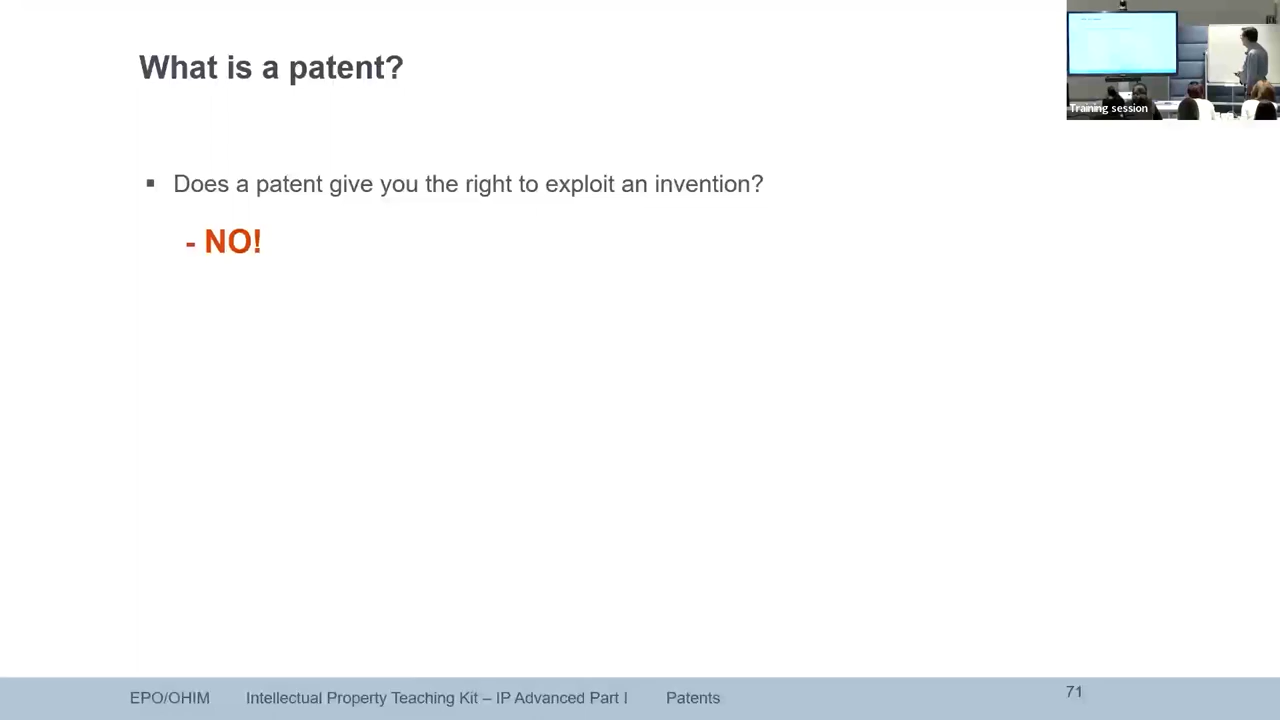 What is a patent?
Training session
▪ Does a patent give you the right to exploit an invention?
- NO!
EPO/OHIM Intellectual Property Teaching Kit – IP Advanced Part I Patents 71